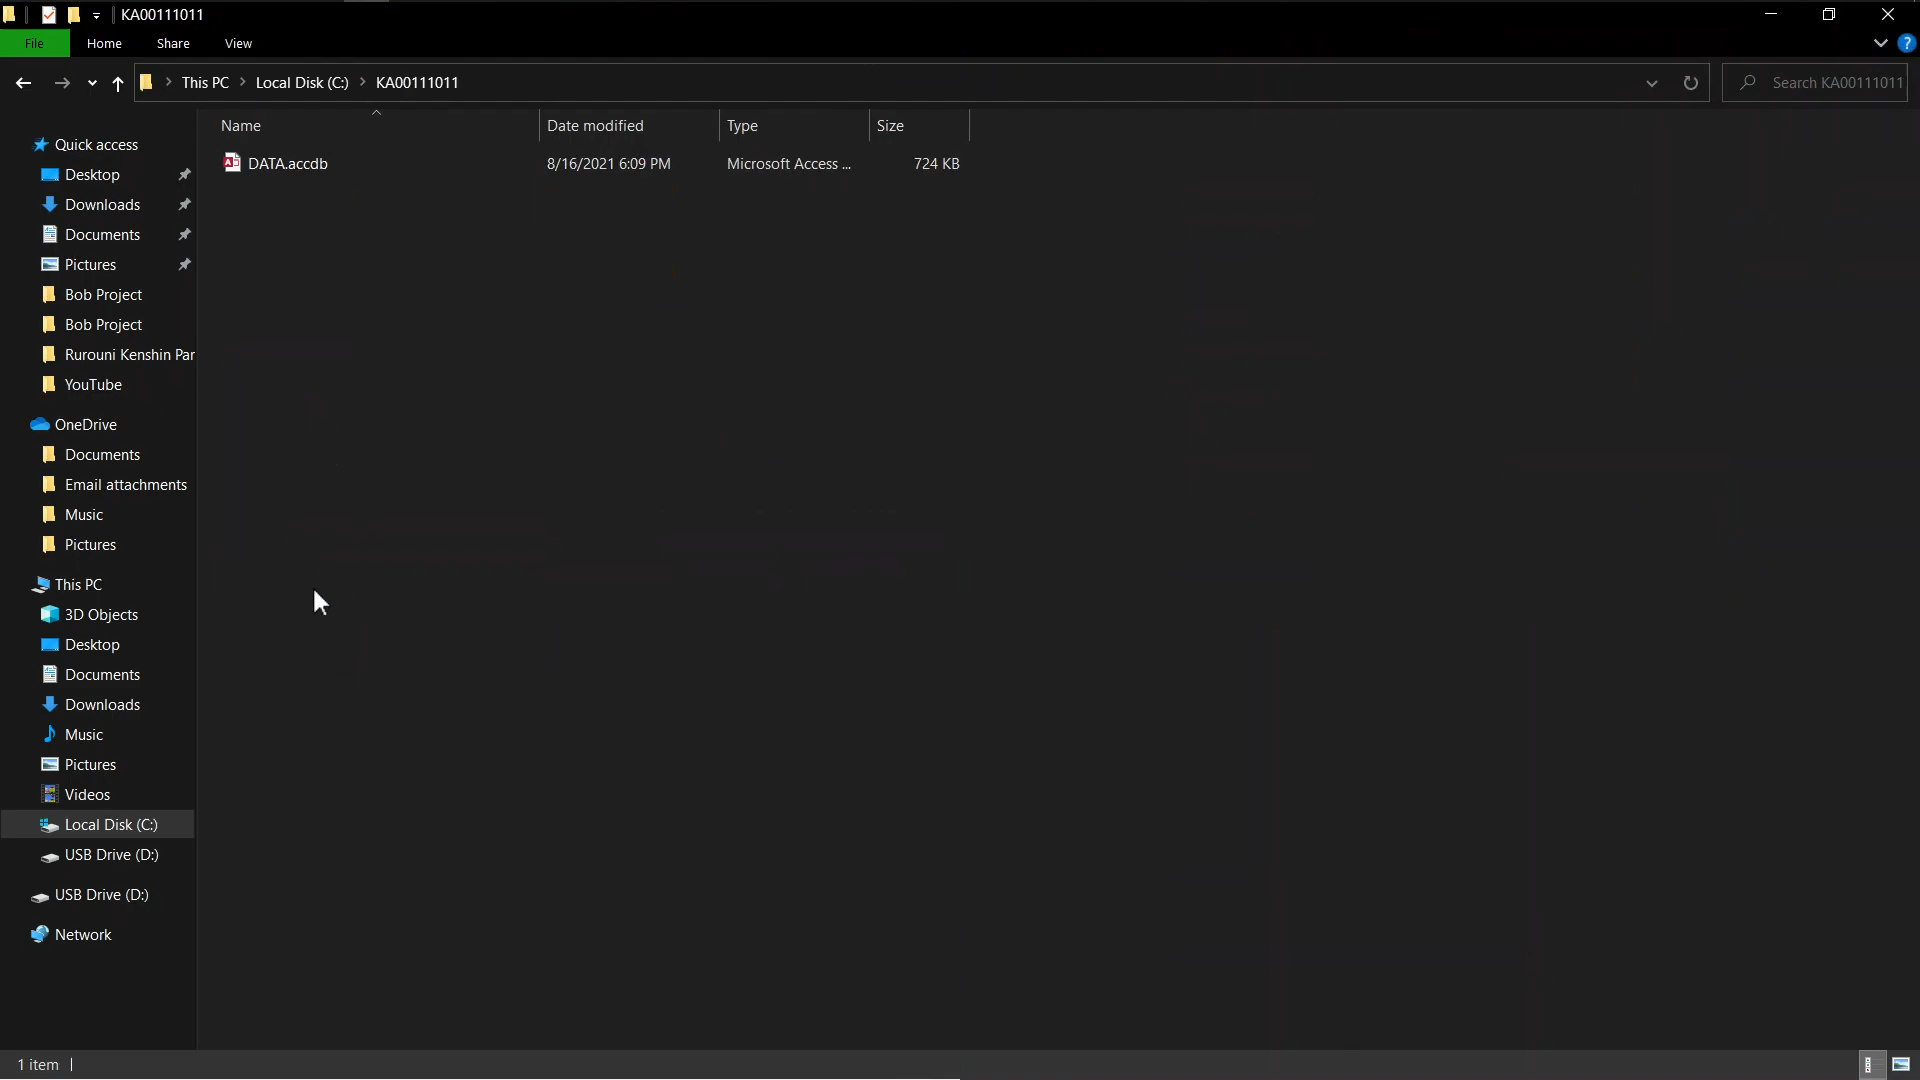 KA00111011
File Home Share View
This PC Local Disk (C:) KA00111011 Search KA00111011
Name Date modified Type Size
DATA.accdb 8/16/2021 6:09 PM Microsoft Access ... 724 KB
Quick access
Desktop
Downloads
Documents
Pictures
Bob Project
Bob Project
Rurouni Kenshin Par
YouTube
OneDrive
Documents
Email attachments
Music
Pictures
This PC
3D Objects
Desktop
Documents
Downloads
Music
Pictures
Videos
Local Disk (C:)
USB Drive (D:)
USB Drive (D:)
Network
1 item